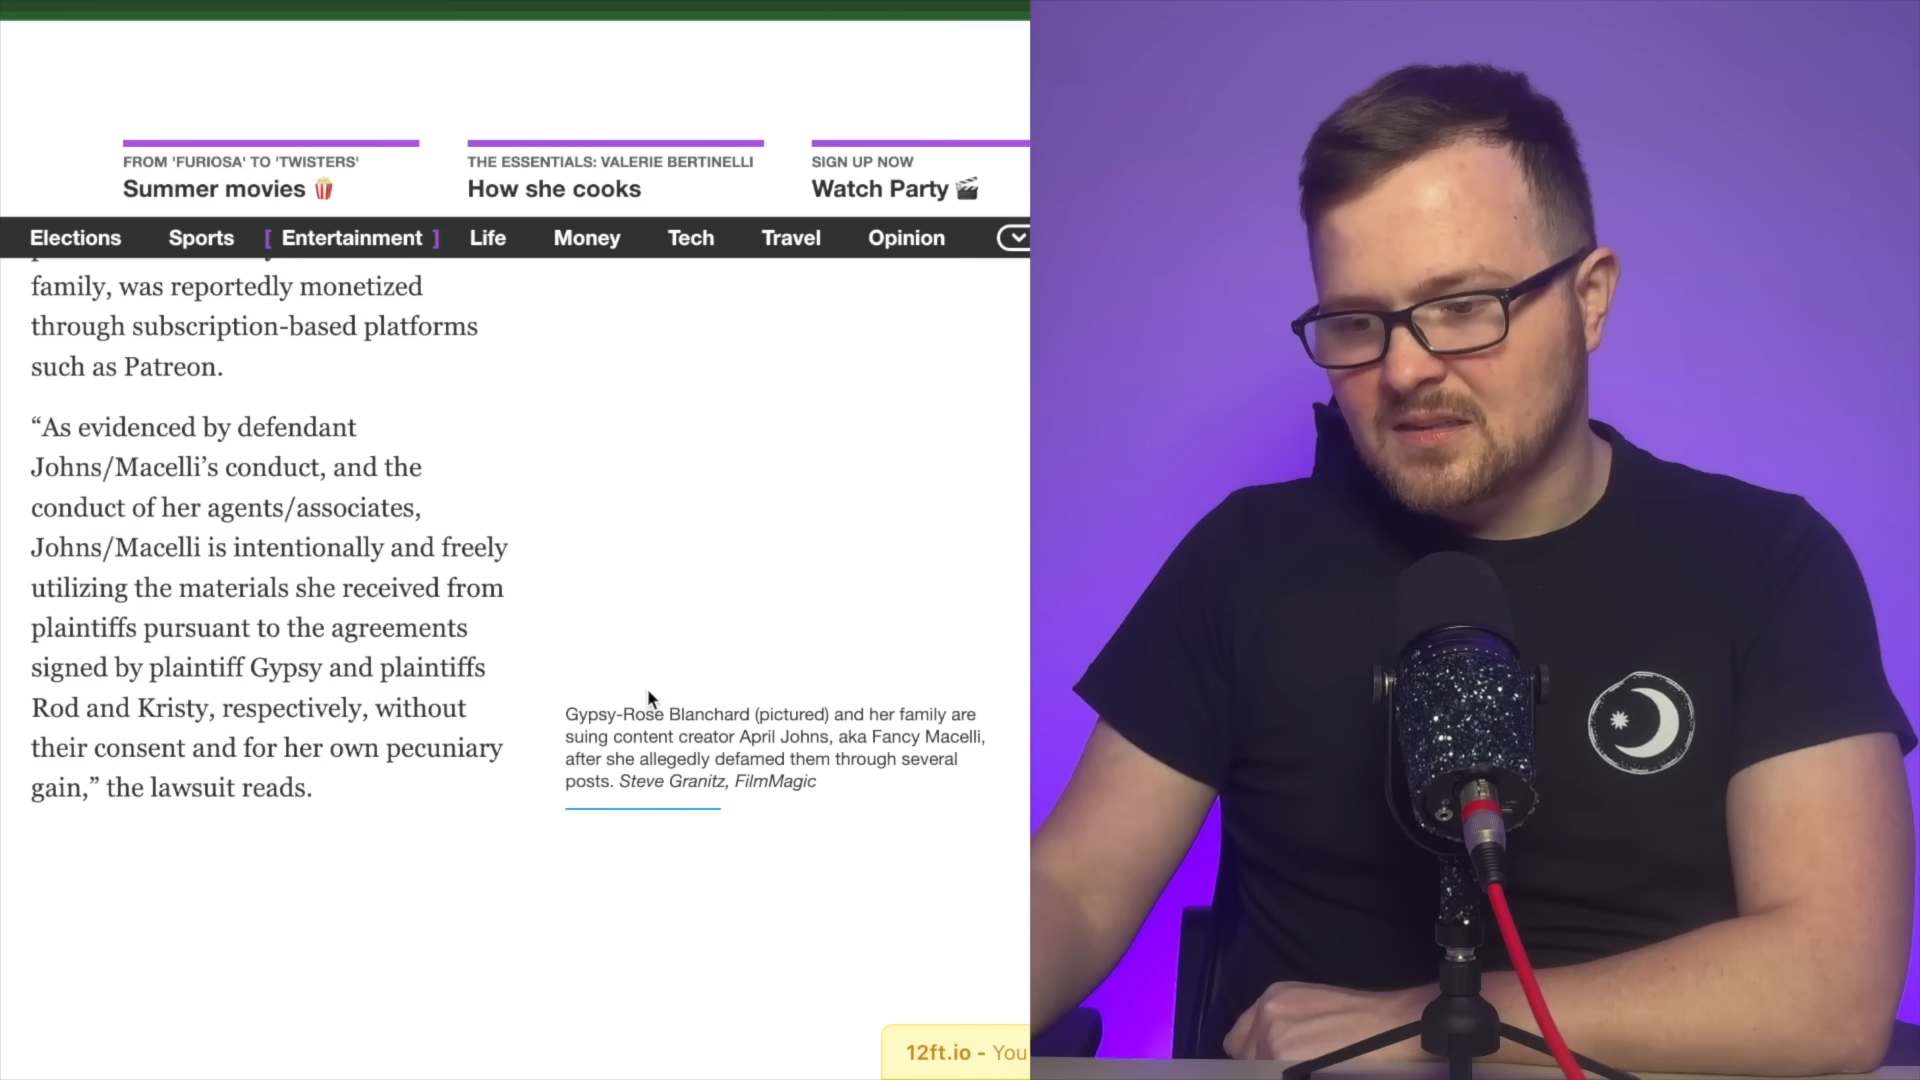 FROM 'FURIOSA' TO 'TWISTERS'
Summer movies
THE ESSENTIALS: VALERIE BERTINELLI
How she cooks
SIGN UP NOW
Watch Party
Elections
Sports
[ Entertainment ]
Life
Money
Tech
Travel
Opinion
family, was reportedly monetized
through subscription-based platforms
such as Patreon.
“As evidenced by defendant
Johns/Macelli’s conduct, and the
conduct of her agents/associates,
Johns/Macelli is intentionally and freely
utilizing the materials she received from
plaintiffs pursuant to the agreements
signed by plaintiff Gypsy and plaintiffs
Rod and Kristy, respectively, without
their consent and for her own pecuniary
gain,” the lawsuit reads.
Gypsy-Rose Blanchard (pictured) and her family are
suing content creator April Johns, aka Fancy Macelli,
after she allegedly defamed them through several
posts. Steve Granitz, FilmMagic
12ft.io - You